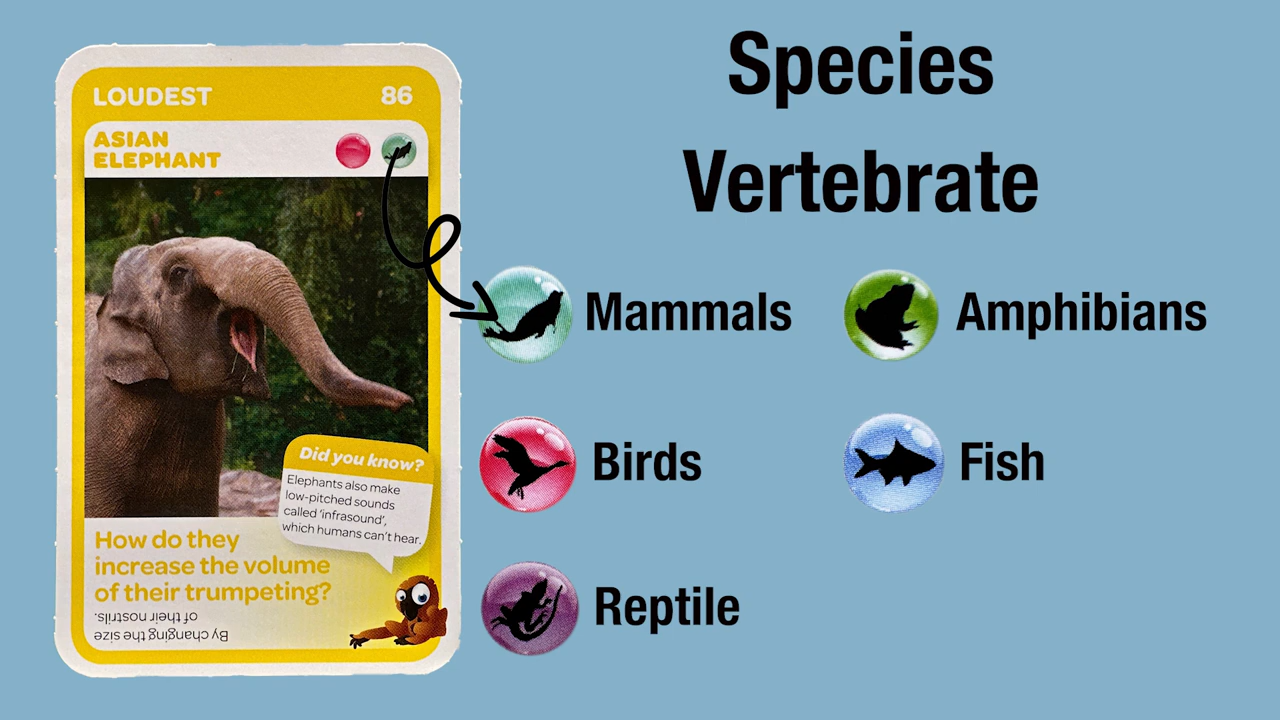 Species
Vertebrate
LOUDEST 86
ASIAN
ELEPHANT
Did you know?
Elephants also make
low-pitched sounds
called 'infrasound',
which humans can't hear.
How do they
increase the volume
of their trumpeting?
By changing the size
of their nostrils.
Mammals
Amphibians
Birds
Fish
Reptile